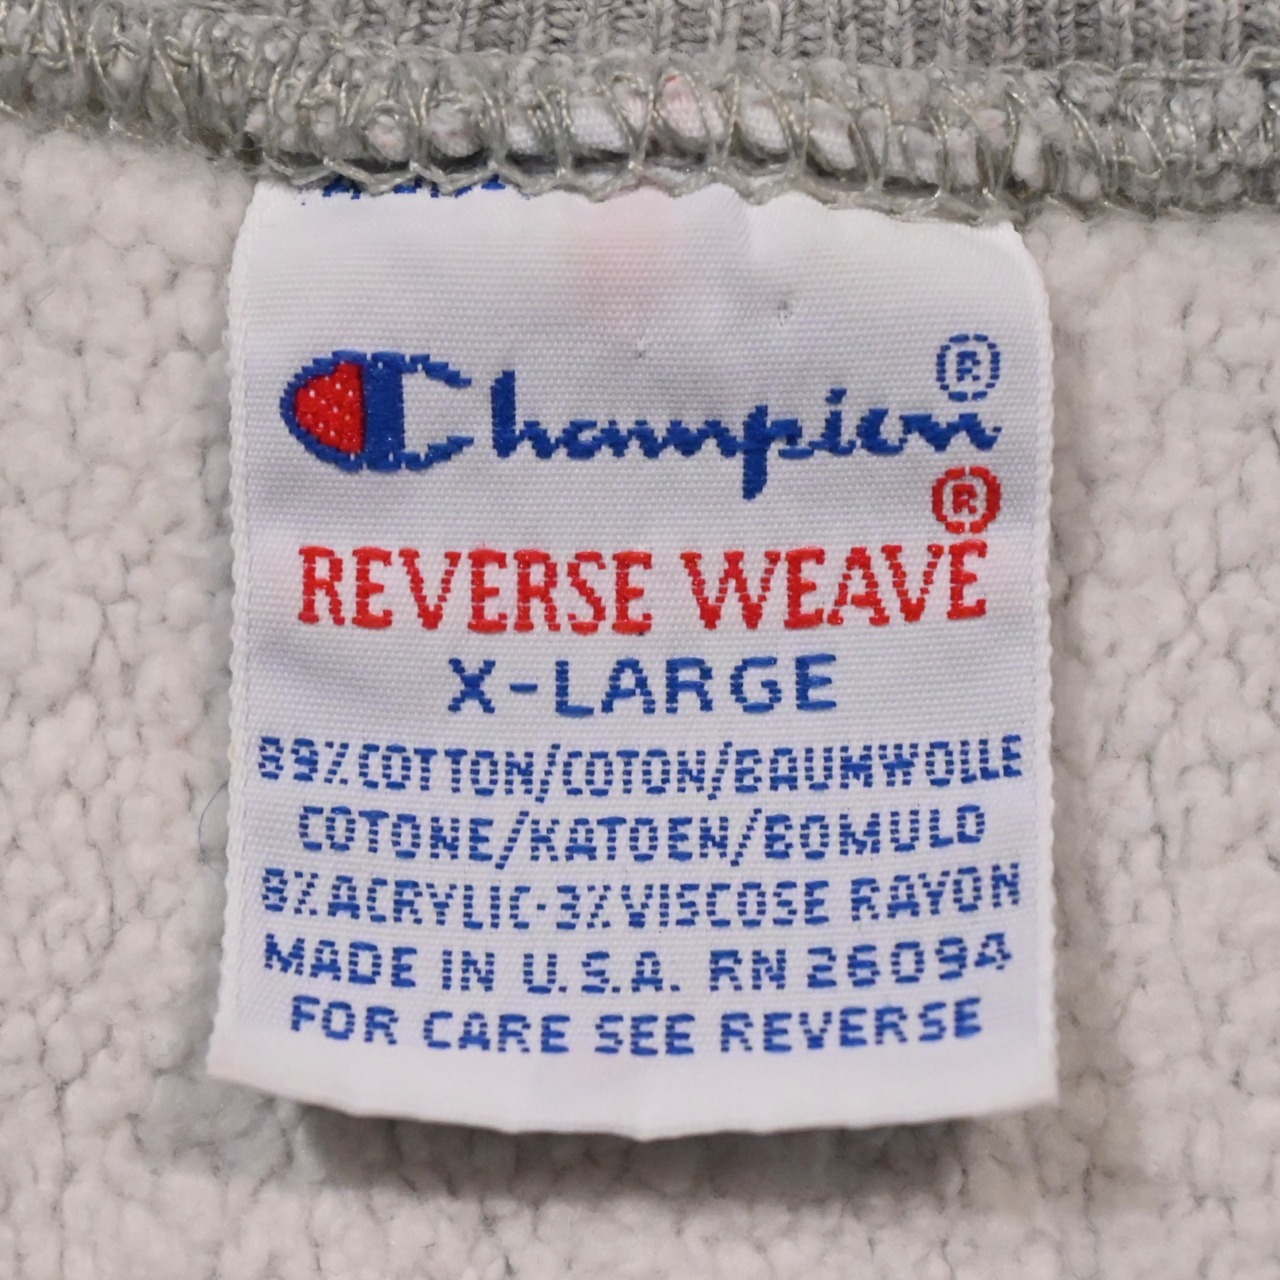 Champion®
®
REVERSE WEAVE
X-LARGE
89% COTTON/COTON/BAUMWOLLE
COTONE/KATOEN/BOMULD
8% ACRYLIC-3% VISCOSE RAYON
MADE IN U.S.A. RN 26094
FOR CARE SEE REVERSE